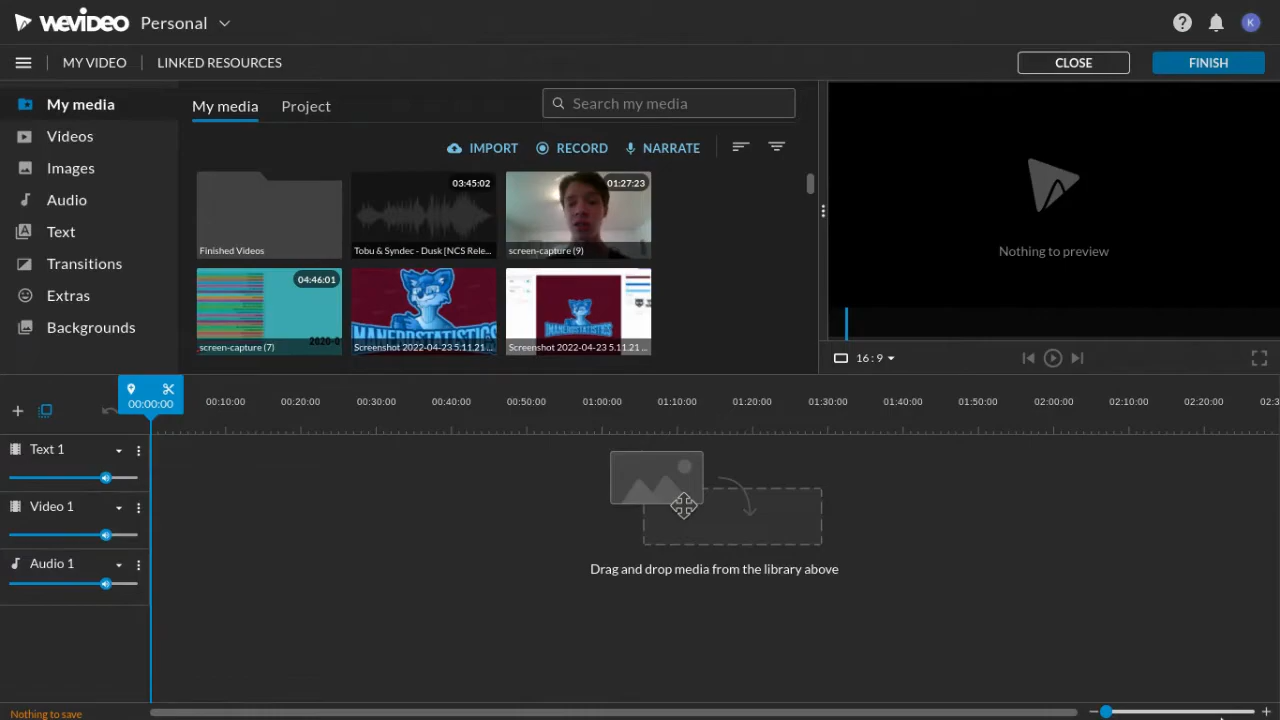 WEVIDEO Personal
K
MY VIDEO LINKED RESOURCES CLOSE FINISH
My media
Videos
Images
Audio
Text
Transitions
Extras
Backgrounds
My media Project Search my media
IMPORT RECORD NARRATE
Finished Videos
03:45:02
Tobu & Syndec - Dusk [NCS Rele...
01:27:23
screen-capture (9)
04:46:01
2020-0
screen-capture (7)
MANERDSTATISTICS
Screenshot 2022-04-23 5.11.21 ...
Screenshot 2022-04-23 5.11.21 ...
Nothing to preview
16:9
00:00:00 00:10:00 00:20:00 00:30:00 00:40:00 00:50:00 01:00:00 01:10:00 01:20:00 01:30:00 01:40:00 01:50:00 02:00:00 02:10:00 02:20:00 02:3
Text 1
Video 1
Audio 1
Drag and drop media from the library above
Nothing to save